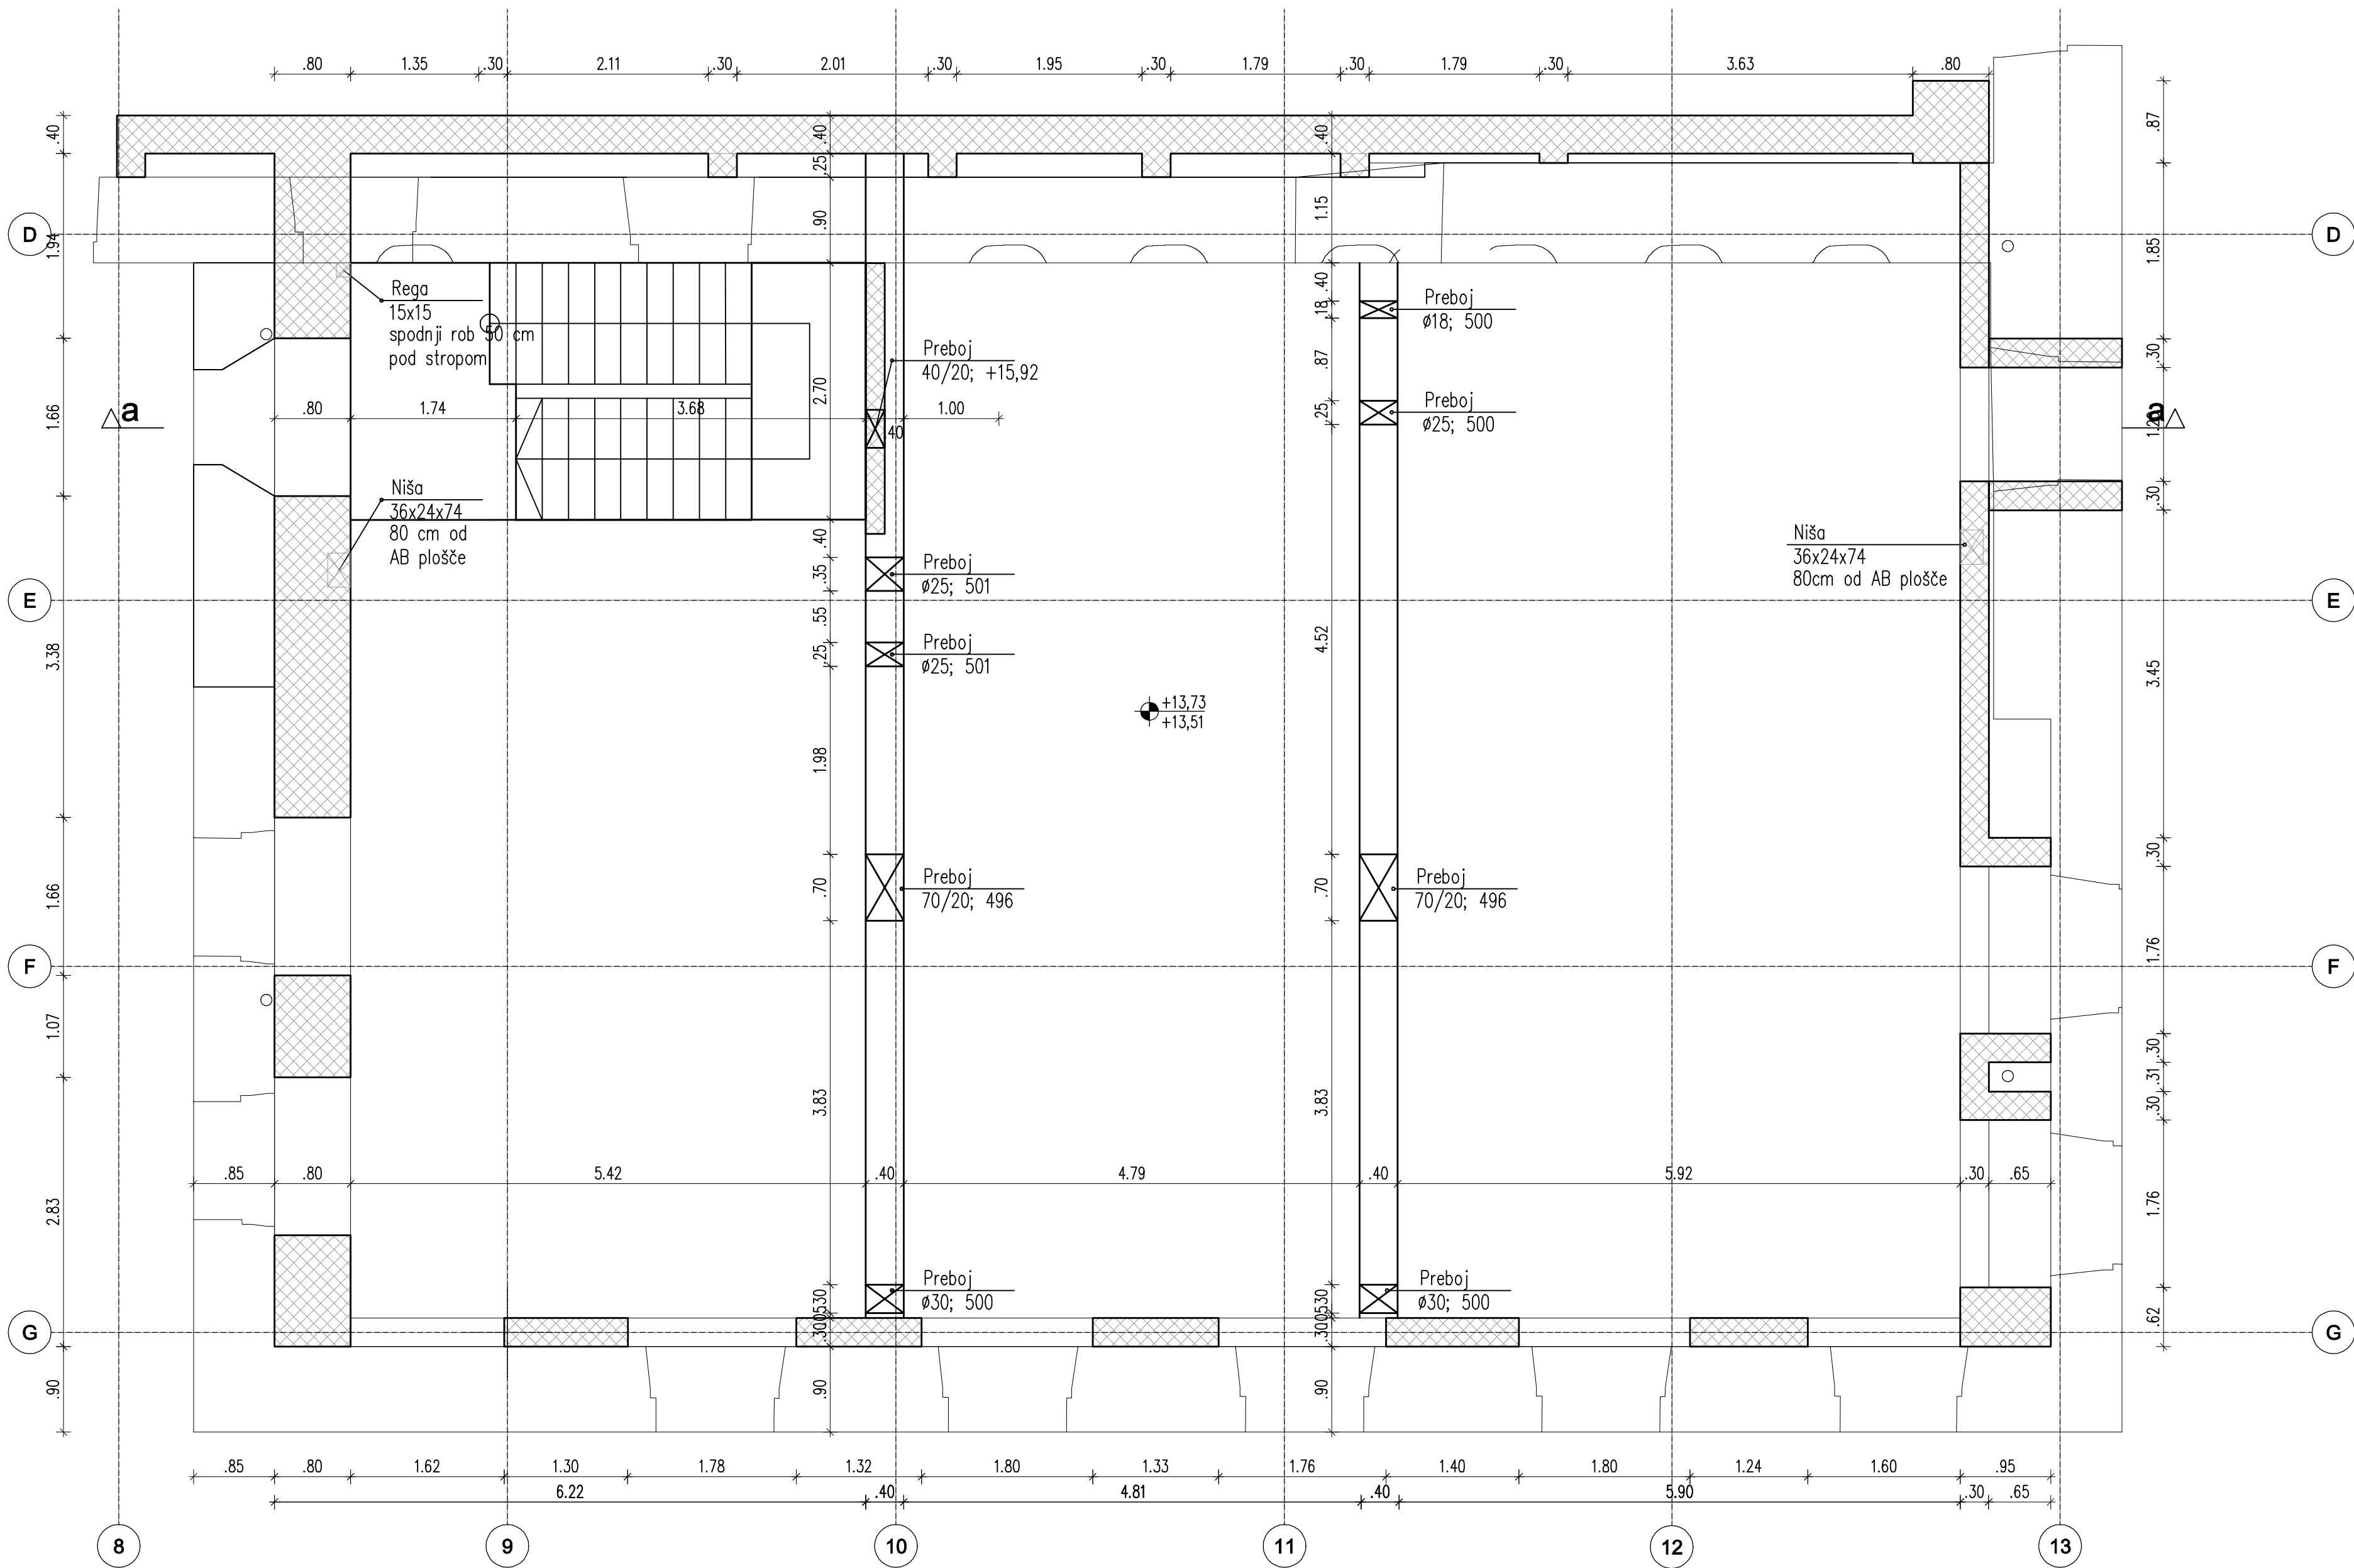 .80 1.35 .30 2.11 .30 2.01 .30 1.95 .30 1.79 .30 1.79 .30 3.63 .80
.40 .40 .40 .87
.25
D 1.94 .90 1.15 1.85 D
Rega
15x15
spodnji rob 50 cm
pod stropom
.40
.18
Preboj
ø18; 500
Preboj
40/20; +15,92
2.70
.87
.30
a 1.66 .80 1.74 3.68 .40 1.00
.25
Preboj
ø25; 500
a
Niša
36x24x74
80 cm od
AB plošče
.30
.40
Niša
36x24x74
80cm od AB plošče
.35
Preboj
ø25; 501
E E
.55
3.38
.25
Preboj
ø25; 501
4.52
3.45
+13,73
+13,51
1.98
.30
1.66
.70
Preboj
70/20; 496
.70
Preboj
70/20; 496
F 1.76 F
1.07
.30
.31
.30
3.83 3.83
.85 .80 5.42 .40 4.79 .40 5.92 .30 .65
2.83 1.76
.30
Preboj
ø30; 500
.30
Preboj
ø30; 500
.05 .05
.30 .30
.62
G G
.90 .90 .90
.85 .80 1.62 1.30 1.78 1.32 1.80 1.33 1.76 1.40 1.80 1.24 1.60 .95
6.22 .40 4.81 .40 5.90 .30 .65
8 9 10 11 12 13